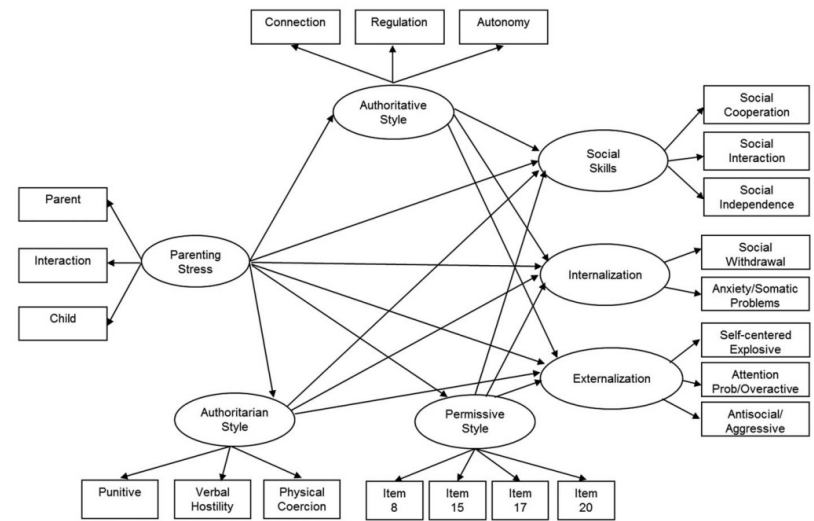 Connection
Regulation
Autonomy
Authoritative
Style
Social
Cooperation
Social
Skills
Social
Interaction
Social
Independence
Parent
Interaction
Child
Parenting
Stress
Social
Withdrawal
Internalization
Anxiety/Somatic
Problems
Self-centered
Explosive
Externalization
Attention
Prob/Overactive
Antisocial/
Aggressive
Authoritarian
Style
Permissive
Style
Punitive
Verbal
Hostility
Physical
Coercion
Item
8
Item
15
Item
17
Item
20